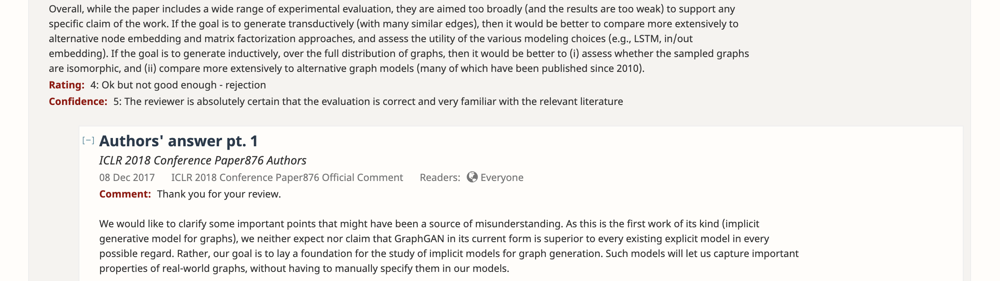 Overall, while the paper includes a wide range of experimental evaluation, they are aimed too broadly (and the results are too weak) to support any
specific claim of the work. If the goal is to generate transductively (with many similar edges), then it would be better to compare more extensively to
alternative node embedding and matrix factorization approaches, and assess the utility of the various modeling choices (e.g., LSTM, in/out
embedding). If the goal is to generate inductively, over the full distribution of graphs, then it would be better to (i) assess whether the sampled graphs
are isomorphic, and (ii) compare more extensively to alternative graph models (many of which have been published since 2010).
Rating: 4: Ok but not good enough - rejection
Confidence: 5: The reviewer is absolutely certain that the evaluation is correct and very familiar with the relevant literature
[−] Authors' answer pt. 1
ICLR 2018 Conference Paper876 Authors
08 Dec 2017 ICLR 2018 Conference Paper876 Official Comment Readers: Everyone
Comment: Thank you for your review.
We would like to clarify some important points that might have been a source of misunderstanding. As this is the first work of its kind (implicit
generative model for graphs), we neither expect nor claim that GraphGAN in its current form is superior to every existing explicit model in every
possible regard. Rather, our goal is to lay a foundation for the study of implicit models for graph generation. Such models will let us capture important
properties of real-world graphs, without having to manually specify them in our models.